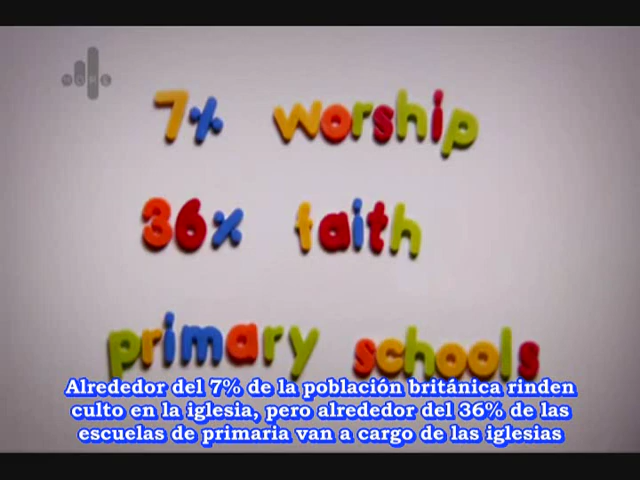 7% worship
36% faith
primary schools
Alrededor del 7% de la población británica rinden
culto en la iglesia, pero alrededor del 36% de las
escuelas de primaria van a cargo de las iglesias